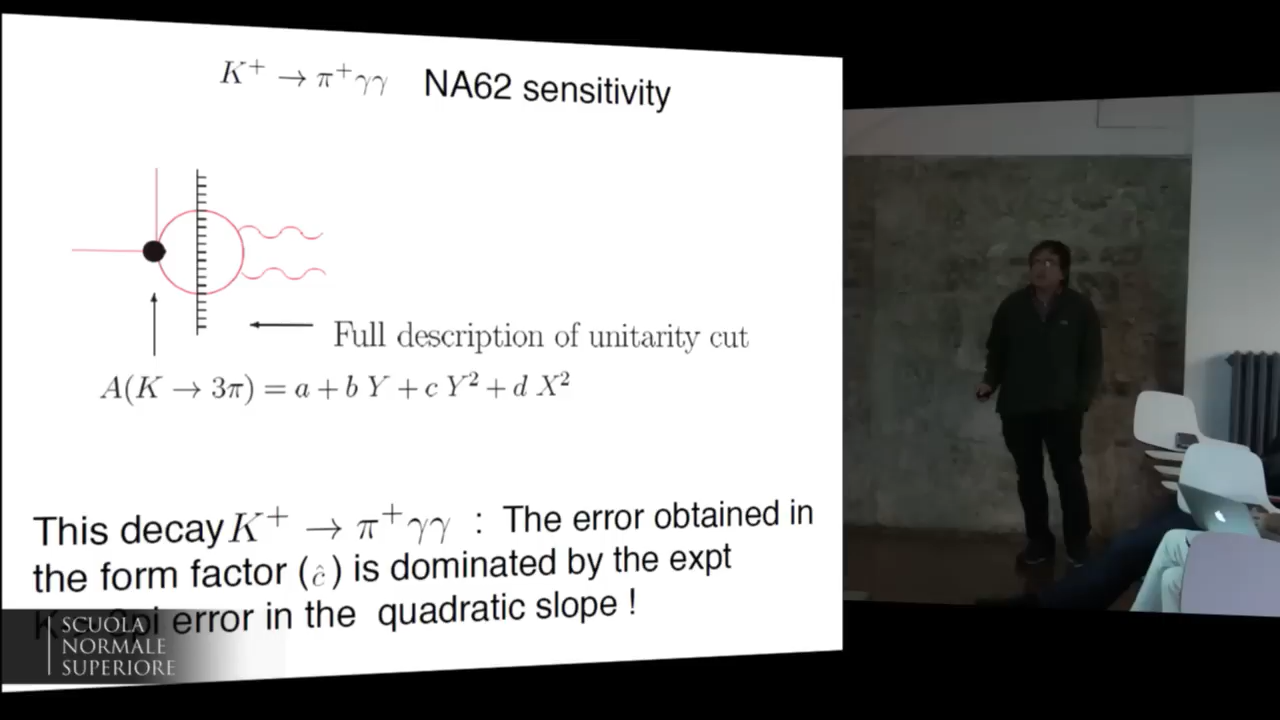 K⁺ → π⁺γγ NA62 sensitivity
Full description of unitarity cut
A(K → 3π) = a + b Y + c Y² + d X²
This decay K⁺ → π⁺γγ : The error obtained in
the form factor (ĉ) is dominated by the expt
error in the quadratic slope !
SCUOLA
NORMALE
SUPERIORE